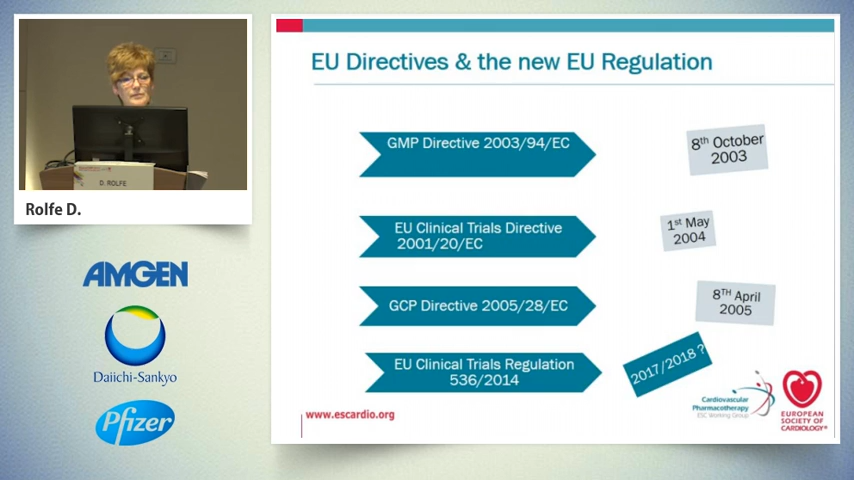 EU Directives & the new EU Regulation
GMP Directive 2003/94/EC
8th October
2003
EU Clinical Trials Directive
2001/20/EC
1st May
2004
GCP Directive 2005/28/EC
8TH April
2005
EU Clinical Trials Regulation
536/2014
2017/2018 ?
www.escardio.org
Cardiovascular
Pharmacotherapy
ESC Working Group
EUROPEAN
SOCIETY OF
CARDIOLOGY®
D. ROLFE
Rolfe D.
AMGEN
Daiichi-Sankyo
Pfizer